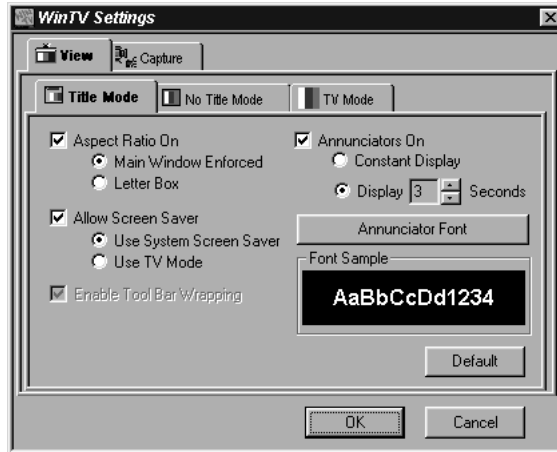 WinTV Settings
View
Capture
Title Mode
No Title Mode
TV Mode
Aspect Ratio On
Main Window Enforced
Letter Box
Allow Screen Saver
Use System Screen Saver
Use TV Mode
Enable Tool Bar Wrapping
Annunciators On
Constant Display
Display 3 Seconds
Annunciator Font
Font Sample
AaBbCcDd1234
Default
OK
Cancel